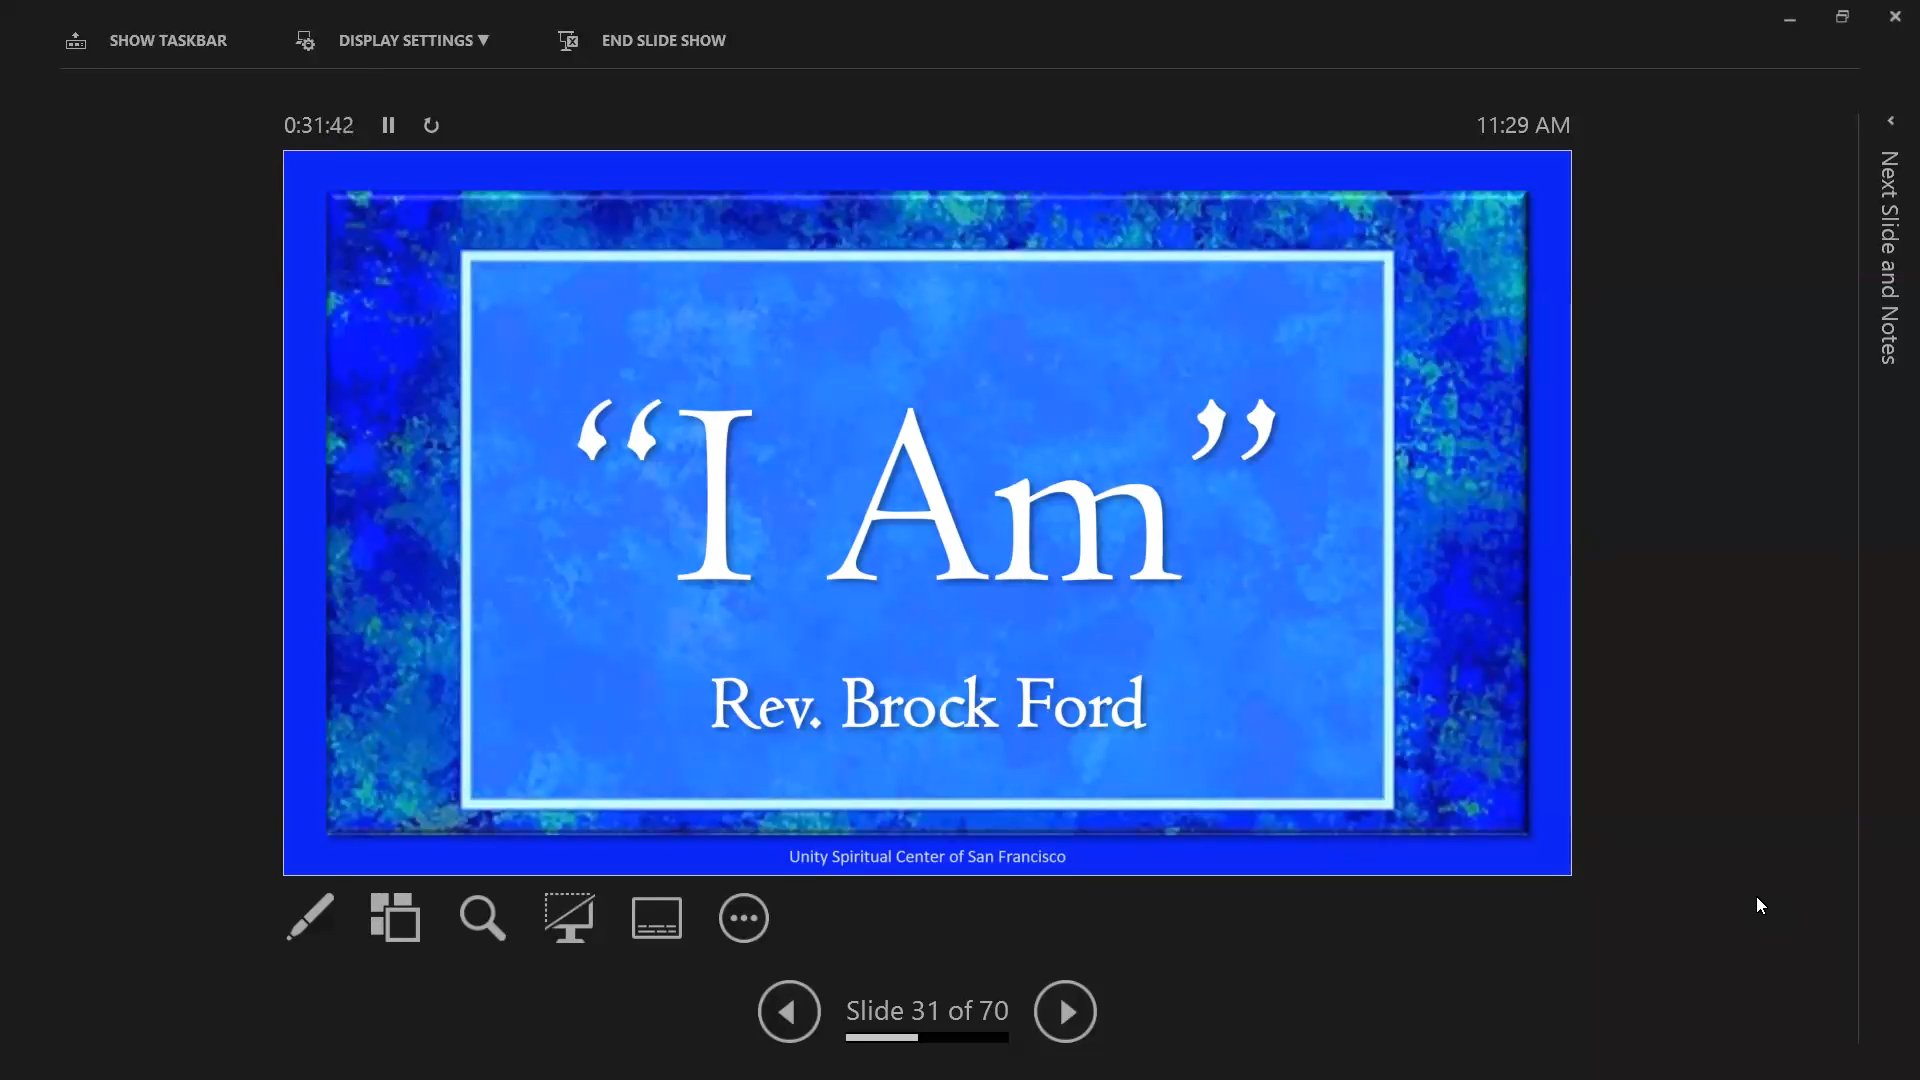 SHOW TASKBAR DISPLAY SETTINGS ▼ END SLIDE SHOW
0:31:42 11:29 AM
“I Am”
Rev. Brock Ford
Unity Spiritual Center of San Francisco
Slide 31 of 70
Next Slide and Notes